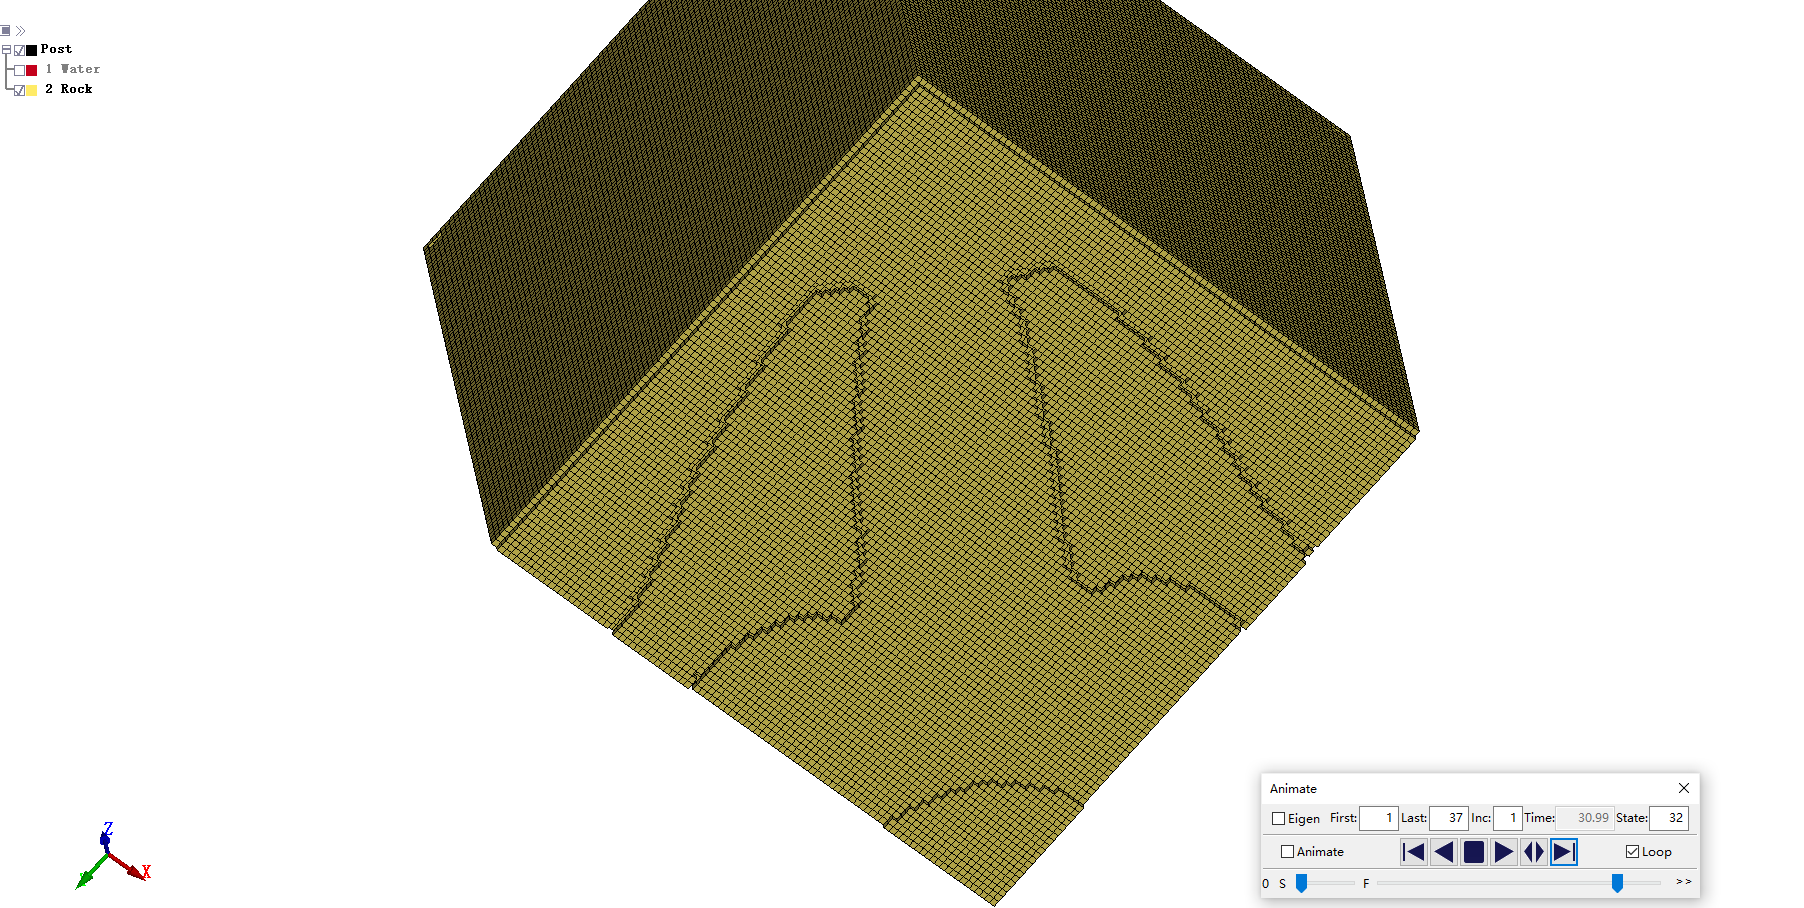 Post
1 Water
2 Rock
Z
X
Animate
Eigen First: 1 Last: 37 Inc: 1 Time: 30.99 State: 32
Animate Loop
0 S F >>